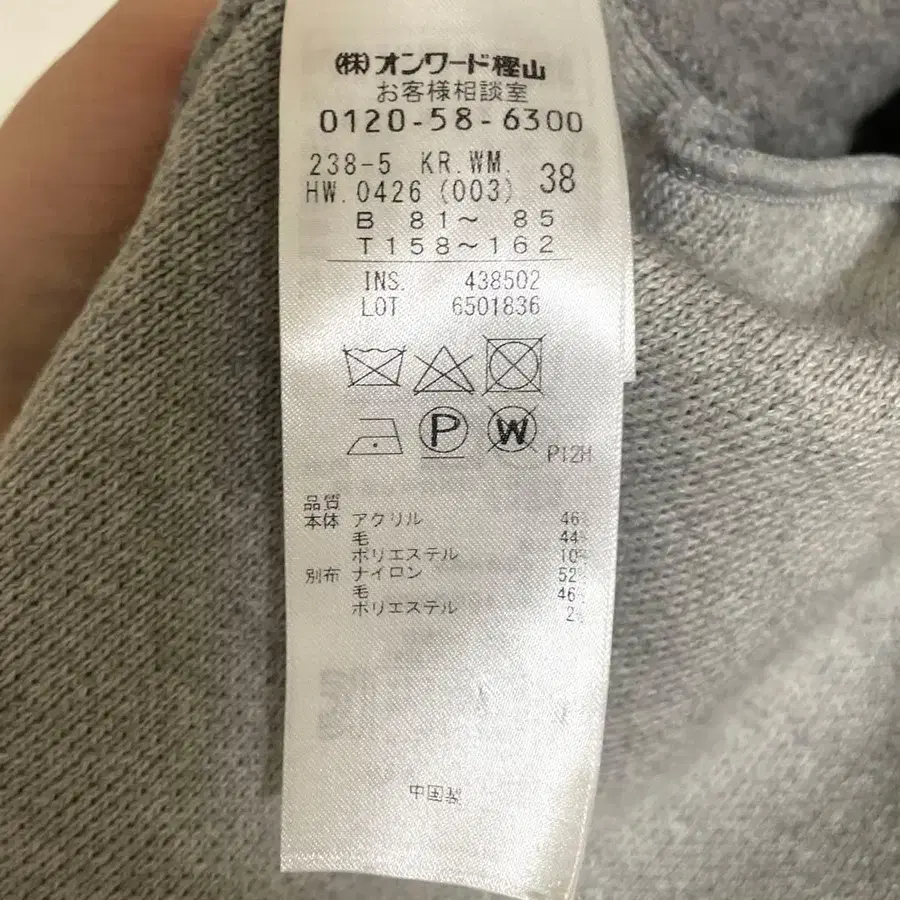 (株)オンワード樫山
お客様相談室
0120-58-6300
238-5 KR.WM.
HW.0426 (003) 38
B 81〜 85
T158〜162
INS. 438502
LOT 6501836
P W
P12H
品質
本体 アクリル 46%
毛 44%
ポリエステル 10%
別布 ナイロン 52%
毛 46%
ポリエステル 2%
中国製